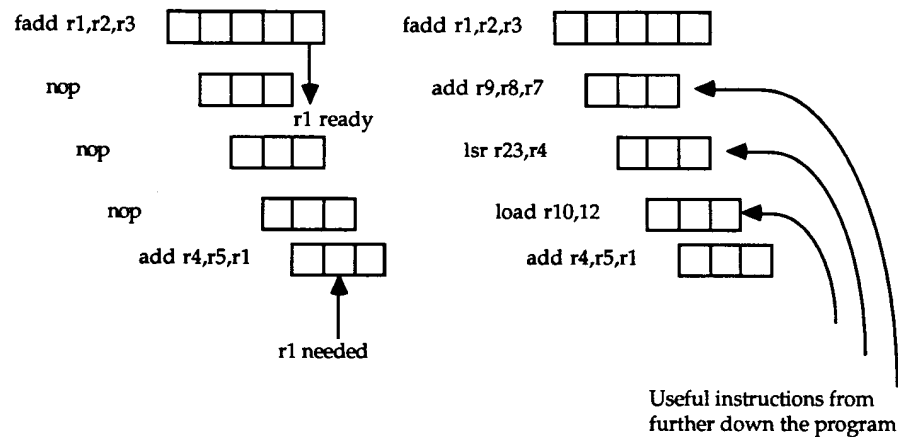 fadd r1,r2,r3
nop
r1 ready
nop
nop
add r4,r5,r1
r1 needed
fadd r1,r2,r3
add r9,r8,r7
lsr r23,r4
load r10,12
add r4,r5,r1
Useful instructions from
further down the program